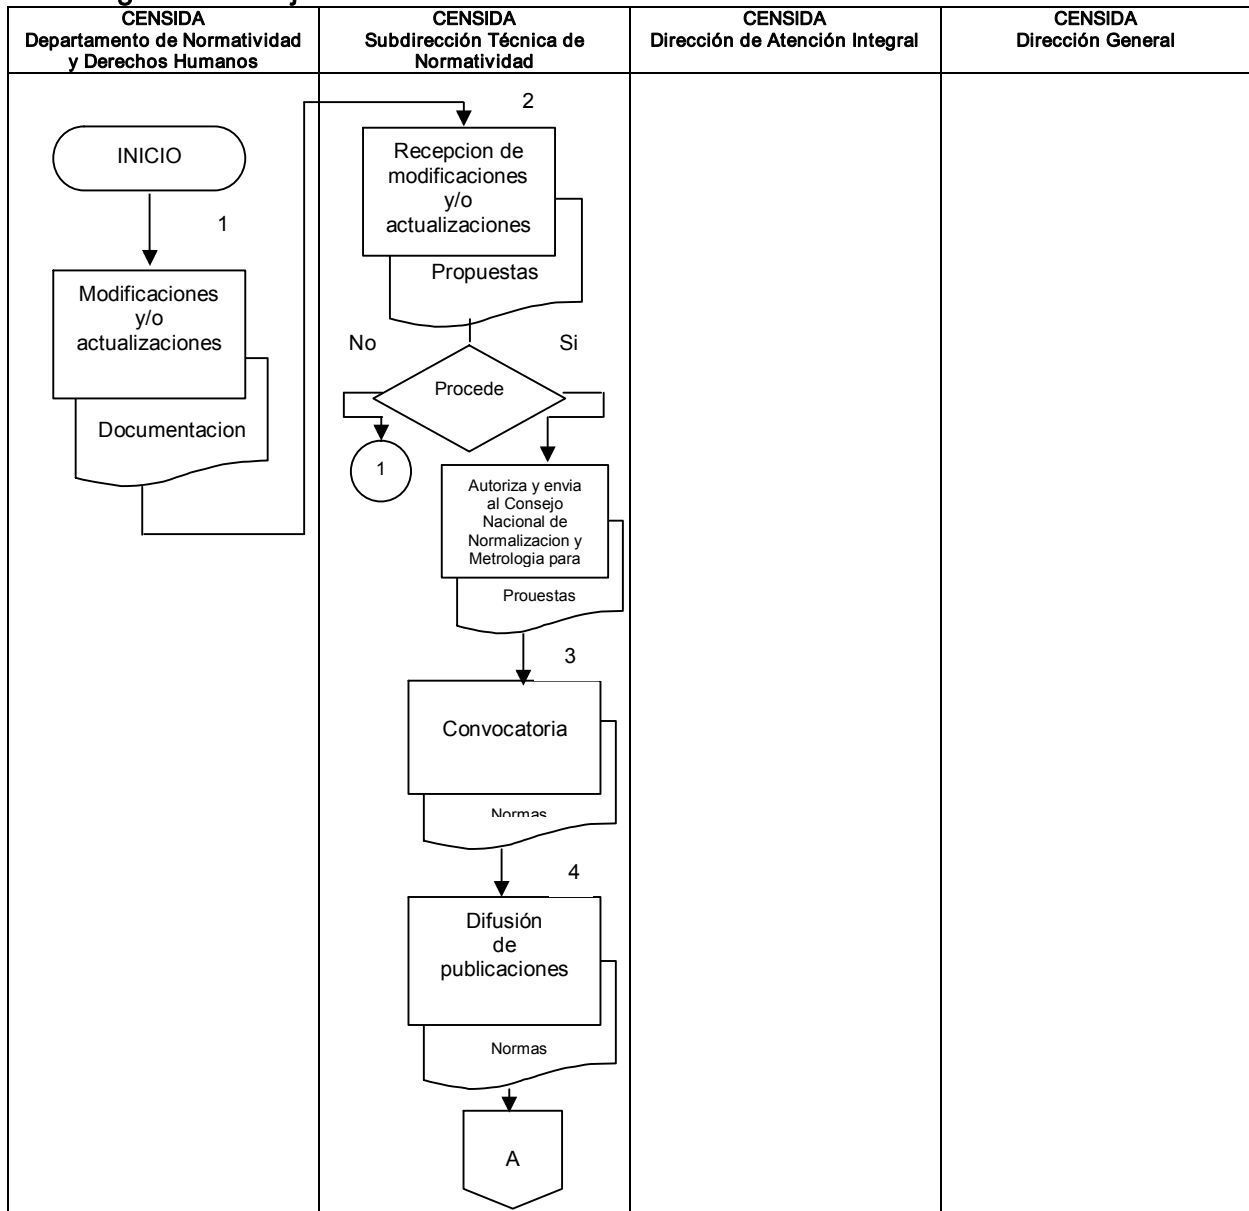 CENSIDA
Departamento de Normatividad
y Derechos Humanos
CENSIDA
Subdirección Técnica de
Normatividad
CENSIDA
Dirección de Atención Integral
CENSIDA
Dirección General
INICIO
1
Modificaciones
y/o
actualizaciones
Documentacion
2
Recepcion de
modificaciones
y/o
actualizaciones
Propuestas
No
Si
Procede
1
Autoriza y envia
al Consejo
Nacional de
Normalizacion y
Metrologia para
Prouestas
3
Convocatoria
Normas
4
Difusión
de
publicaciones
Normas
A